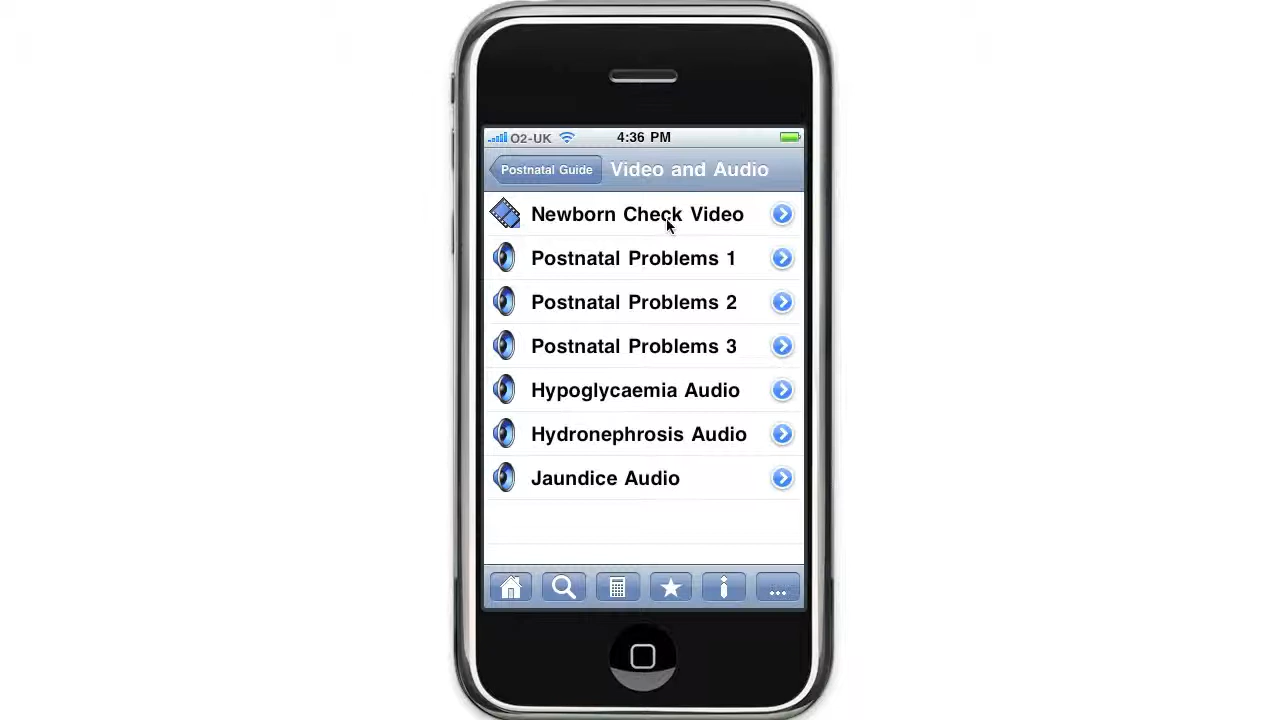 O2-UK 4:36 PM
Postnatal Guide Video and Audio
Newborn Check Video
Postnatal Problems 1
Postnatal Problems 2
Postnatal Problems 3
Hypoglycaemia Audio
Hydronephrosis Audio
Jaundice Audio